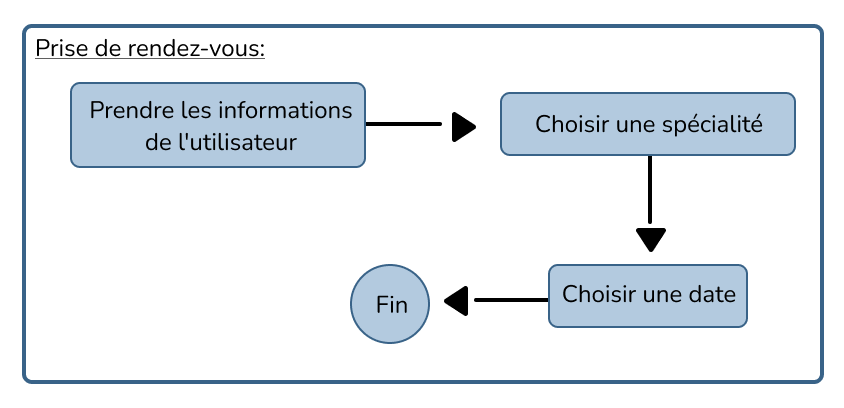 Prise de rendez-vous:
Prendre les informations
de l'utilisateur
Choisir une spécialité
Choisir une date
Fin